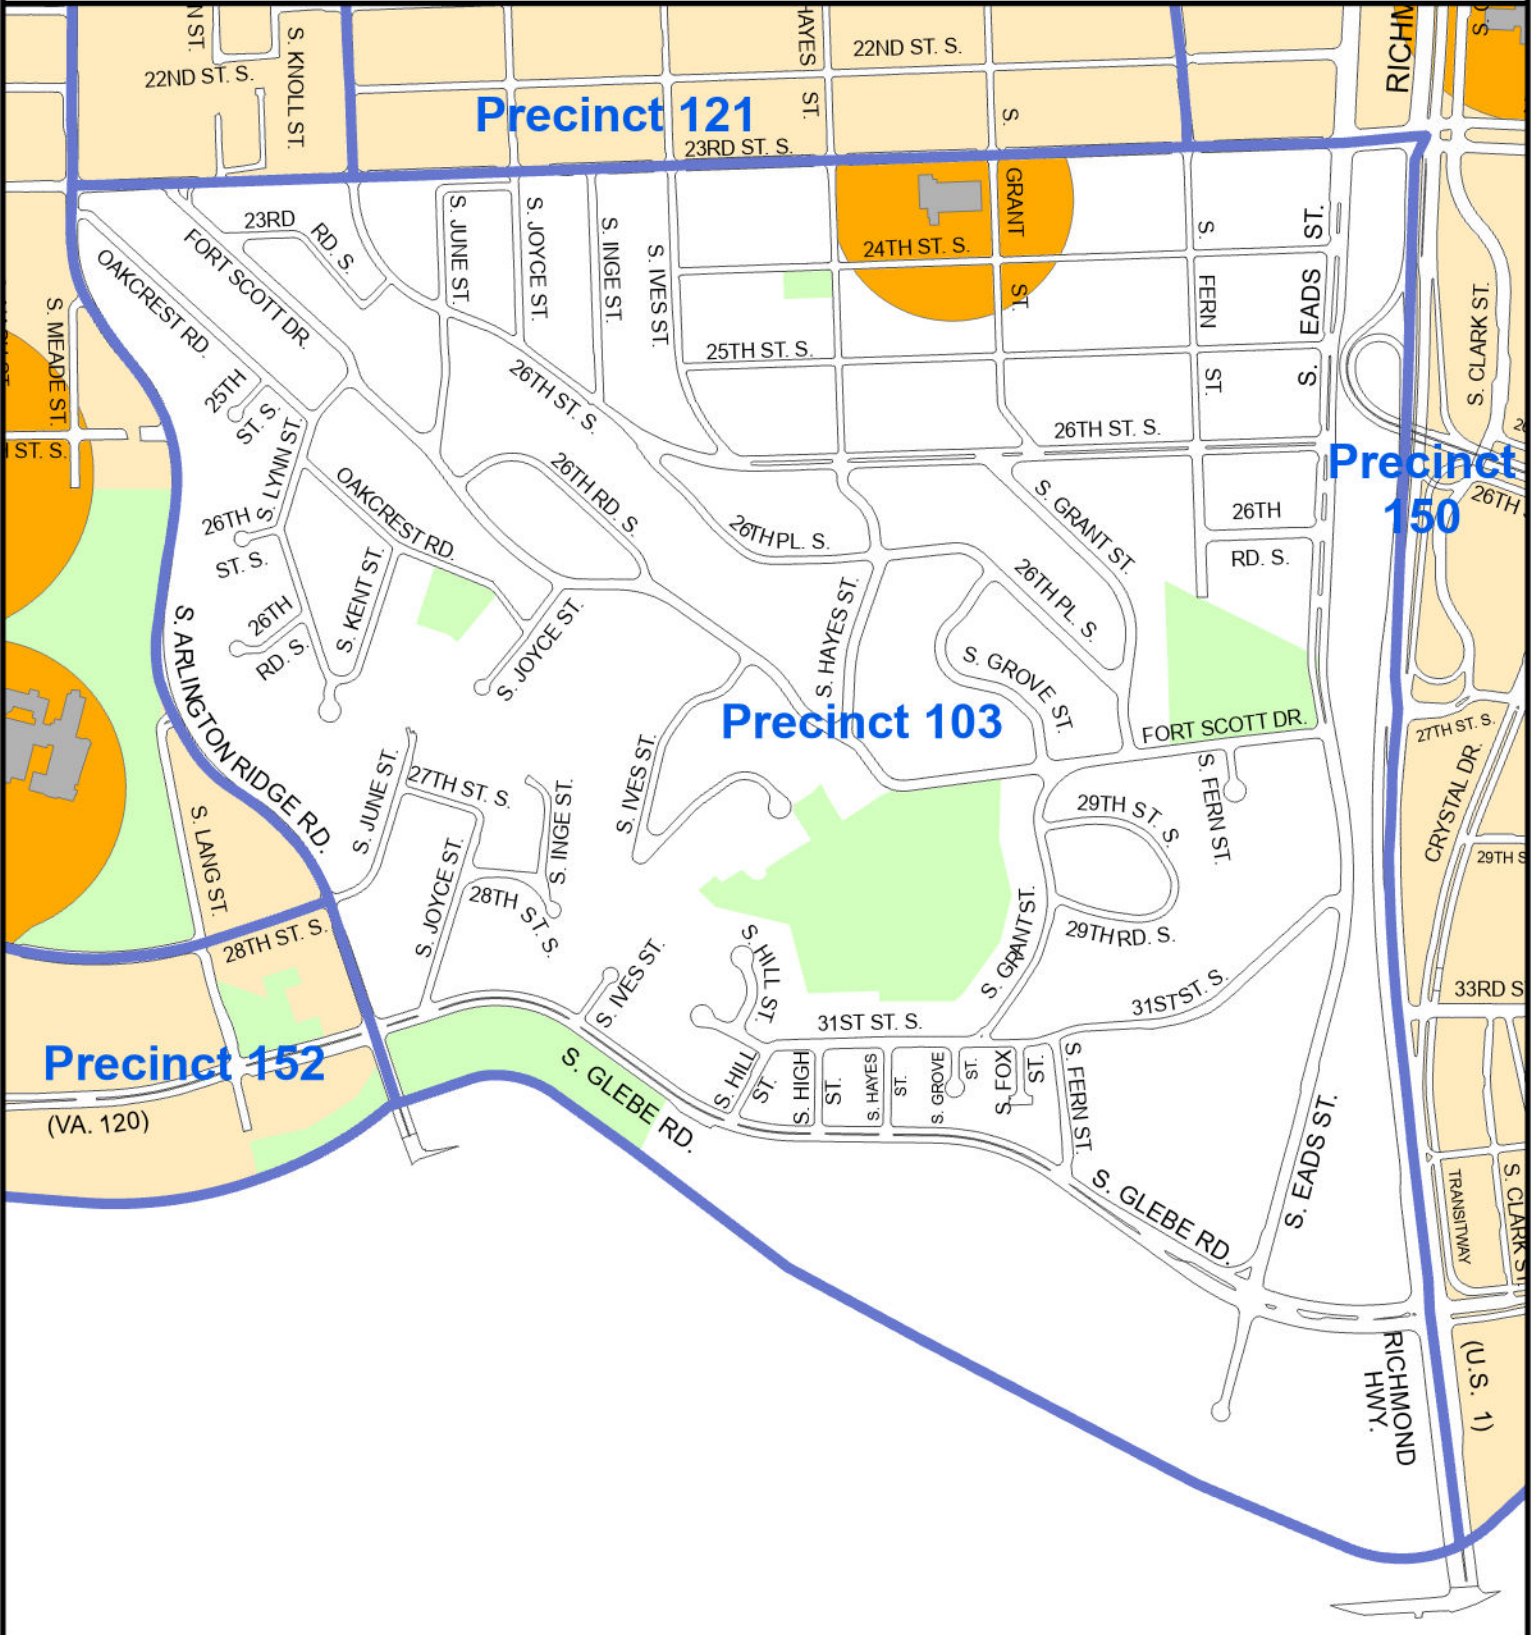 N ST.
S. KNOLL ST.
22ND ST. S.
HAYES
ST.
22ND ST. S.
S.
RICHM
S. C
Precinct 121
23RD ST. S.
GRANT
ST.
24TH ST. S.
23RD
RD. S.
FORT SCOTT DR.
OAKCREST RD.
S. JUNE ST.
S. JOYCE ST.
S. INGE ST.
S. IVES ST.
S.
FERN
ST.
ST.
EADS
S.
S. CLARK ST.
S. MEADE ST.
25TH ST. S.
26TH ST. S.
25TH
ST. S.
26TH ST. S.
ST. S.
Precinct
150
26TH
S. LYNN ST.
OAKCREST RD.
26TH RD. S.
26TH PL. S.
S. GRANT ST.
26TH
RD. S.
26TH
ST. S.
S. KENT ST.
26TH
RD. S.
S. JOYCE ST.
S. HAYES ST.
26TH PL. S.
S. GROVE ST.
S. ARLINGTON RIDGE RD.
Precinct 103
FORT SCOTT DR.
27TH ST. S.
CRYSTAL DR.
S. JUNE ST.
27TH ST. S.
S. INGE ST.
S. IVES ST.
S. FERN ST.
29TH ST. S.
29TH S
S. LANG ST.
S. JOYCE ST.
28TH ST. S.
28TH ST. S.
S. GRANT ST.
29TH RD. S.
S. HILL ST.
S. IVES ST.
31ST ST. S.
31ST ST. S.
33RD S
Precinct 152
(VA. 120)
S. GLEBE RD.
S. HILL
ST.
S. HIGH
ST.
S. HAYES
ST.
S. GROVE
ST.
S. FOX
ST.
S. FERN ST.
S. GLEBE RD.
S. EADS ST.
TRANSITWAY
S. CLARK ST.
RICHMOND
HWY.
(U.S. 1)